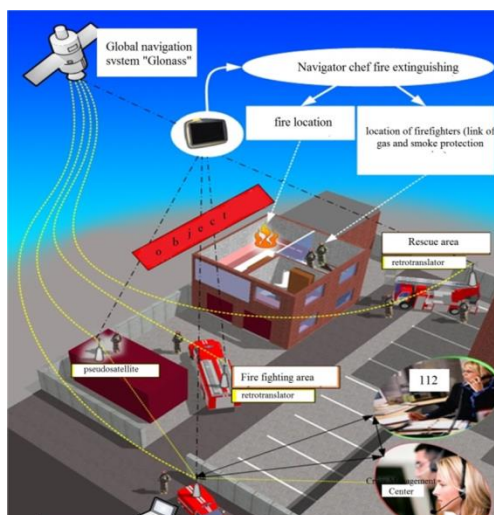 Global navigation
system "Glonass"
Navigator chef fire extinguishing
fire location
location of firefighters (link of
gas and smoke protection
object
Rescue area
retrotranslator
pseudosatellite
Fire fighting area
retrotranslator
112
Center